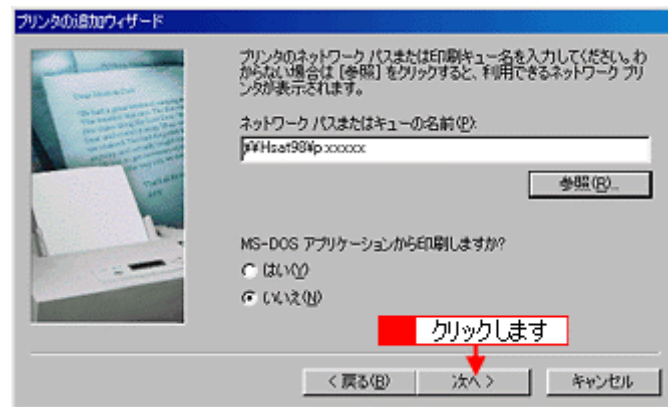 プリンタの追加ウィザード
プリンタのネットワーク パスまたは印刷キュー名を入力してください。わ
からない場合は [参照] をクリックすると、利用できるネットワーク プリ
ンタが表示されます。
ネットワーク パスまたはキューの名前(P):
¥¥Hsat98¥pxxxxxx
参照(R)...
MS-DOS アプリケーションから印刷しますか?
はい(Y)
いいえ(N)
クリックします
< 戻る(B)
次へ >
キャンセル